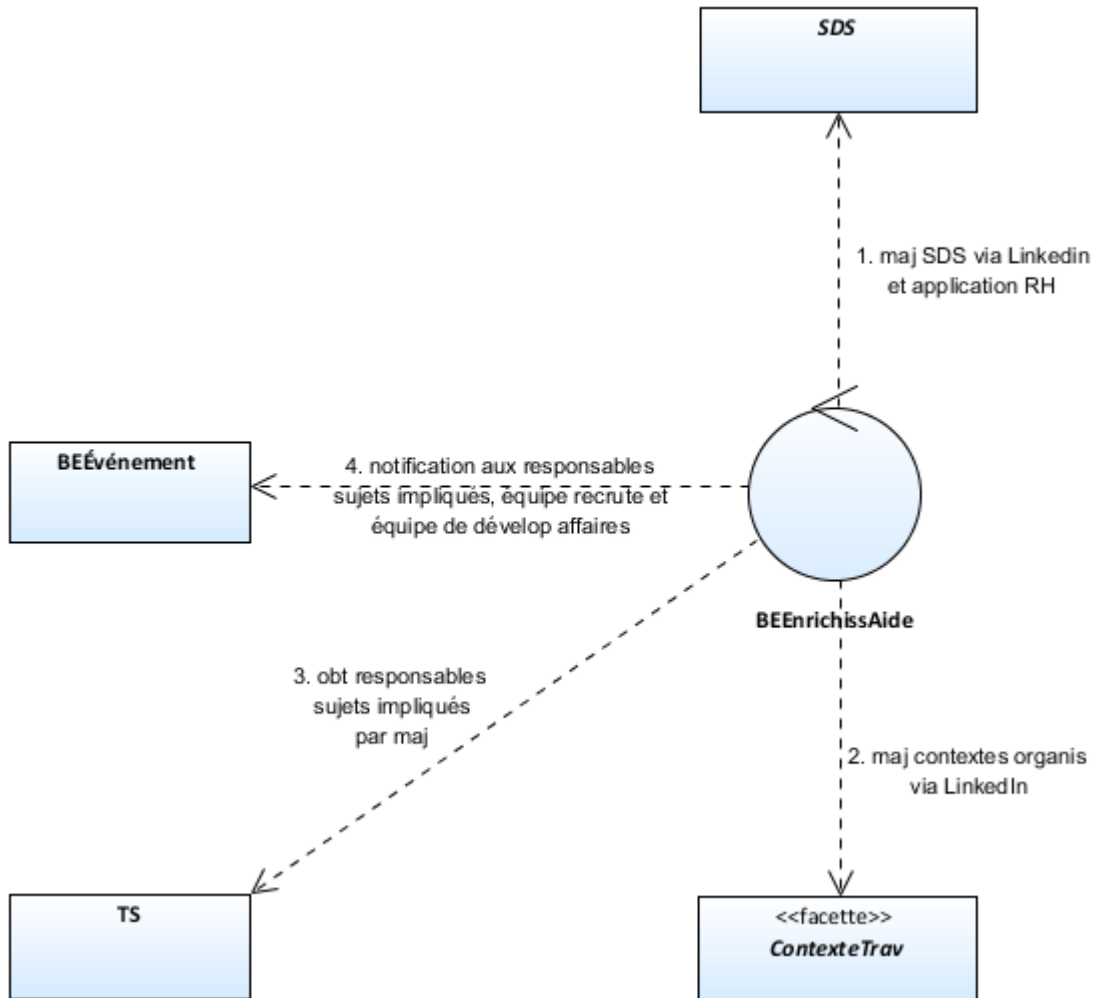 SDS
1. maj SDS via Linkedin
et application RH
BEÉvénement
4. notification aux responsables
sujets impliqués, équipe recrute et
équipe de dévelop affaires
BEEnrichissAide
3. obt responsables
sujets impliqués
par maj
2. maj contextes organis
via LinkedIn
TS
<<facette>>
ContexteTrav